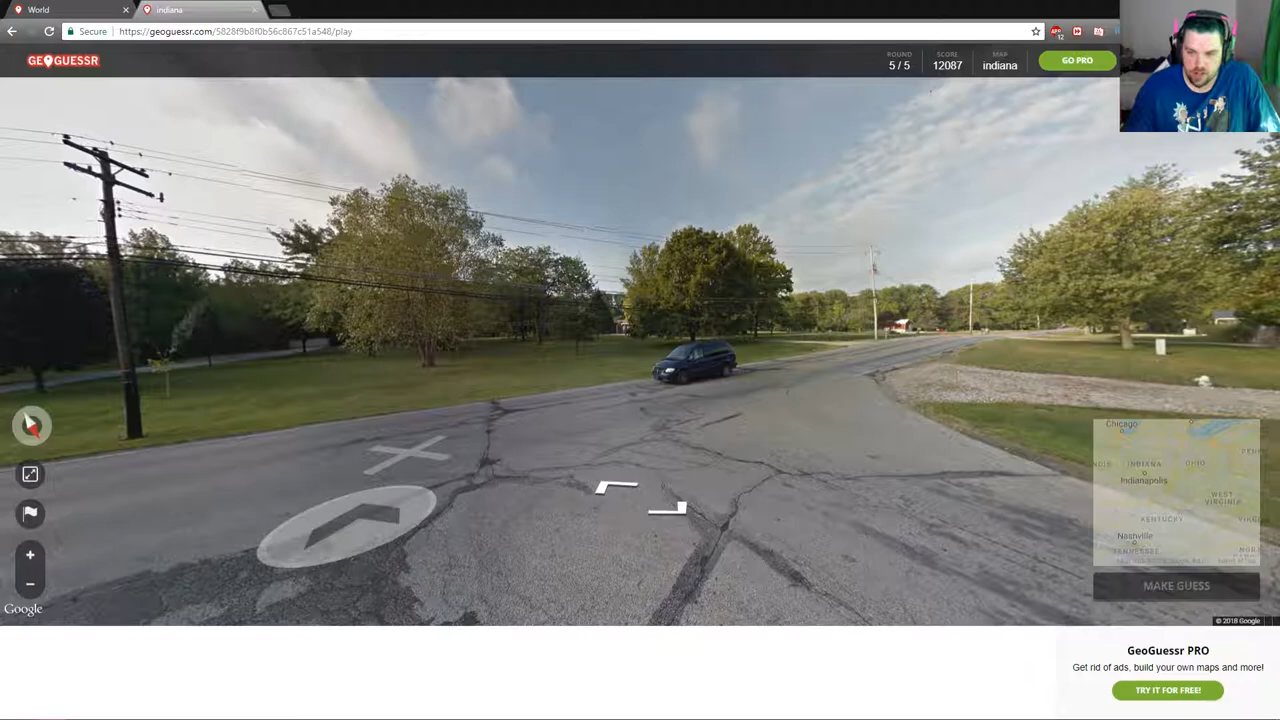 World
indiana
Secure
https://geoguessr.com/5828f9b8f0b56c867c51a548/play
GEOGUESSR
ROUND
5 / 5
SCORE
12087
MAP
indiana
GO PRO
Chicago
INDIANA
OHIO
Indianapolis
WEST
VIRGINIA
KENTUCKY
Nashville
TENNESSEE
MAKE GUESS
+
−
Google
© 2018 Google
GeoGuessr PRO
Get rid of ads, build your own maps and more!
TRY IT FOR FREE!